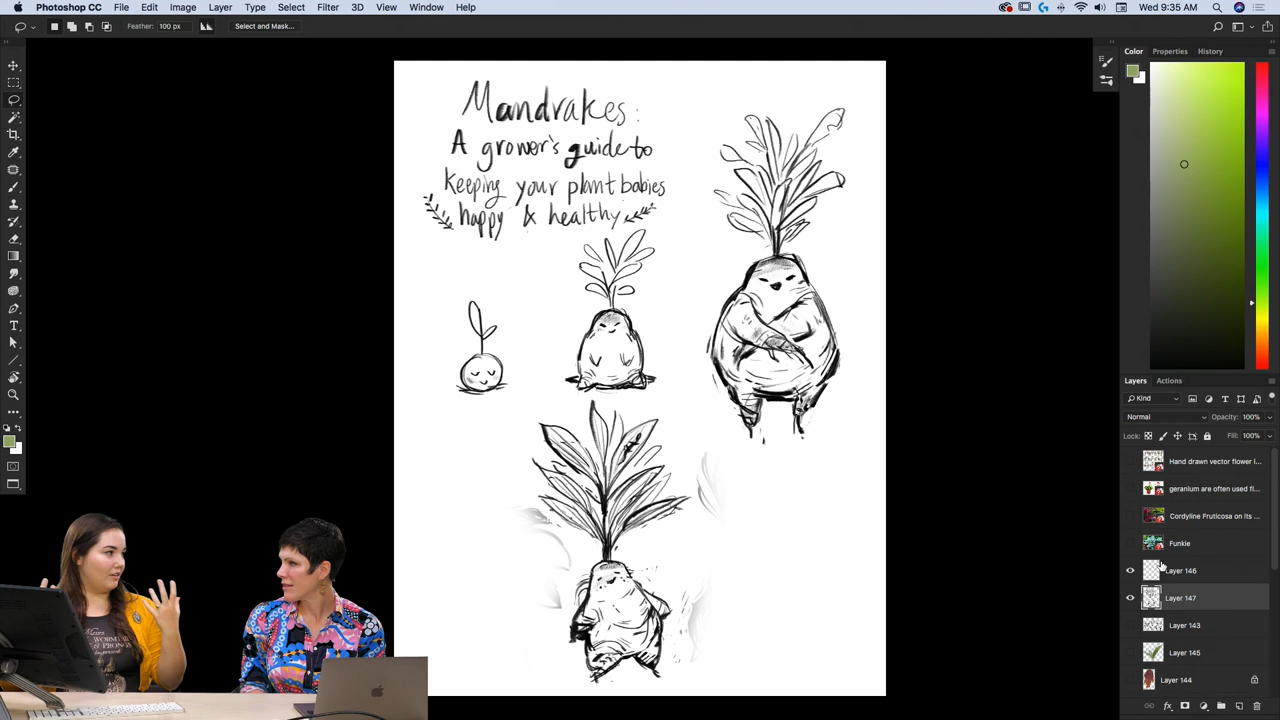 Photoshop CC File Edit Image Layer Type Select Filter 3D View Window Help
Wed 9:35 AM
Feather: 100 px
Select and Mask...
Color Properties History
Mandrakes:
A grower's guide to
keeping your plant babies
happy & healthy
Layers Actions
Kind
Normal Opacity: 100%
Lock: Fill: 100%
Hand drawn vector flower i...
geranium are often used fl...
Cordyline Fruticosa on its ...
Funkie
Layer 146
Layer 147
Layer 143
Layer 145
Layer 144